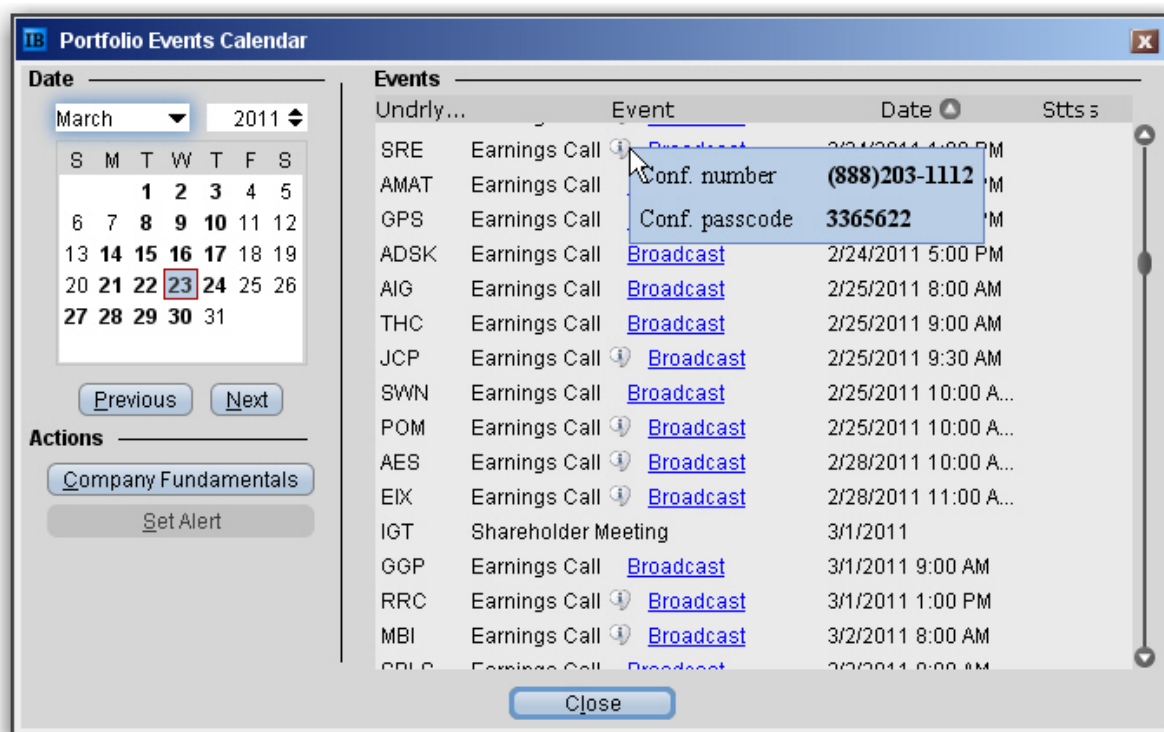 IB Portfolio Events Calendar X
Date
March 2011
S M T W T F S
1 2 3 4 5
6 7 8 9 10 11 12
13 14 15 16 17 18 19
20 21 22 23 24 25 26
27 28 29 30 31
Previous Next
Actions
Company Fundamentals
Set Alert
Events
Undrly... Event Date Stts s
SRE Earnings Call
Conf. number (888)203-1112
Conf. passcode 3365622
AMAT Earnings Call
GPS Earnings Call
ADSK Earnings Call Broadcast 2/24/2011 5:00 PM
AIG Earnings Call Broadcast 2/25/2011 8:00 AM
THC Earnings Call Broadcast 2/25/2011 9:00 AM
JCP Earnings Call Broadcast 2/25/2011 9:30 AM
SWN Earnings Call Broadcast 2/25/2011 10:00 A...
POM Earnings Call Broadcast 2/25/2011 10:00 A...
AES Earnings Call Broadcast 2/28/2011 10:00 A...
EIX Earnings Call Broadcast 2/28/2011 11:00 A...
IGT Shareholder Meeting 3/1/2011
GGP Earnings Call Broadcast 3/1/2011 9:00 AM
RRC Earnings Call Broadcast 3/1/2011 1:00 PM
MBI Earnings Call Broadcast 3/2/2011 8:00 AM
Close